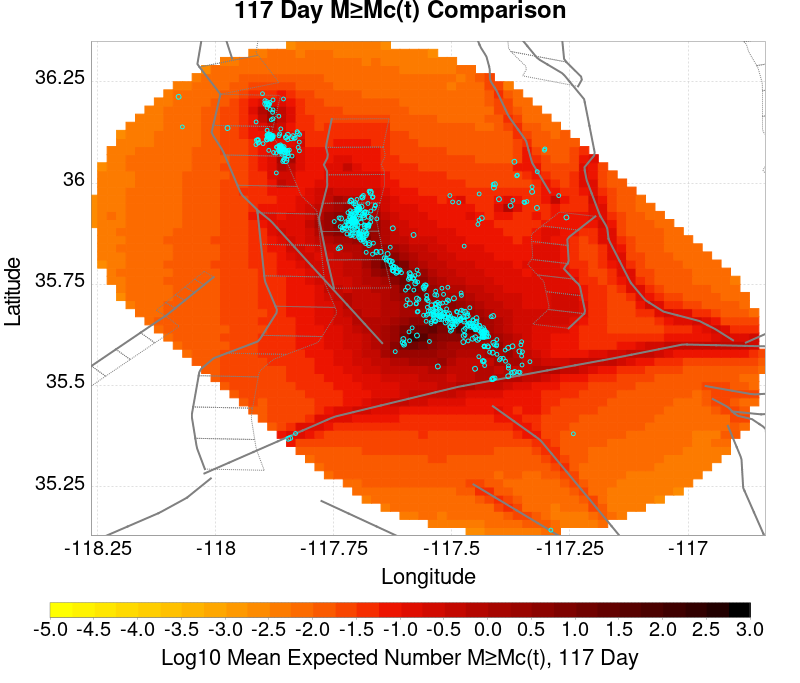 117 Day M≥Mc(t) Comparison
36.25
36
35.75
35.5
35.25
Latitude
-118.25 -118 -117.75 -117.5 -117.25 -117
Longitude
-5.0 -4.5 -4.0 -3.5 -3.0 -2.5 -2.0 -1.5 -1.0 -0.5 0.0 0.5 1.0 1.5 2.0 2.5 3.0
Log10 Mean Expected Number M≥Mc(t), 117 Day